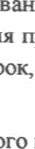 ван
ия п
рок,
ого